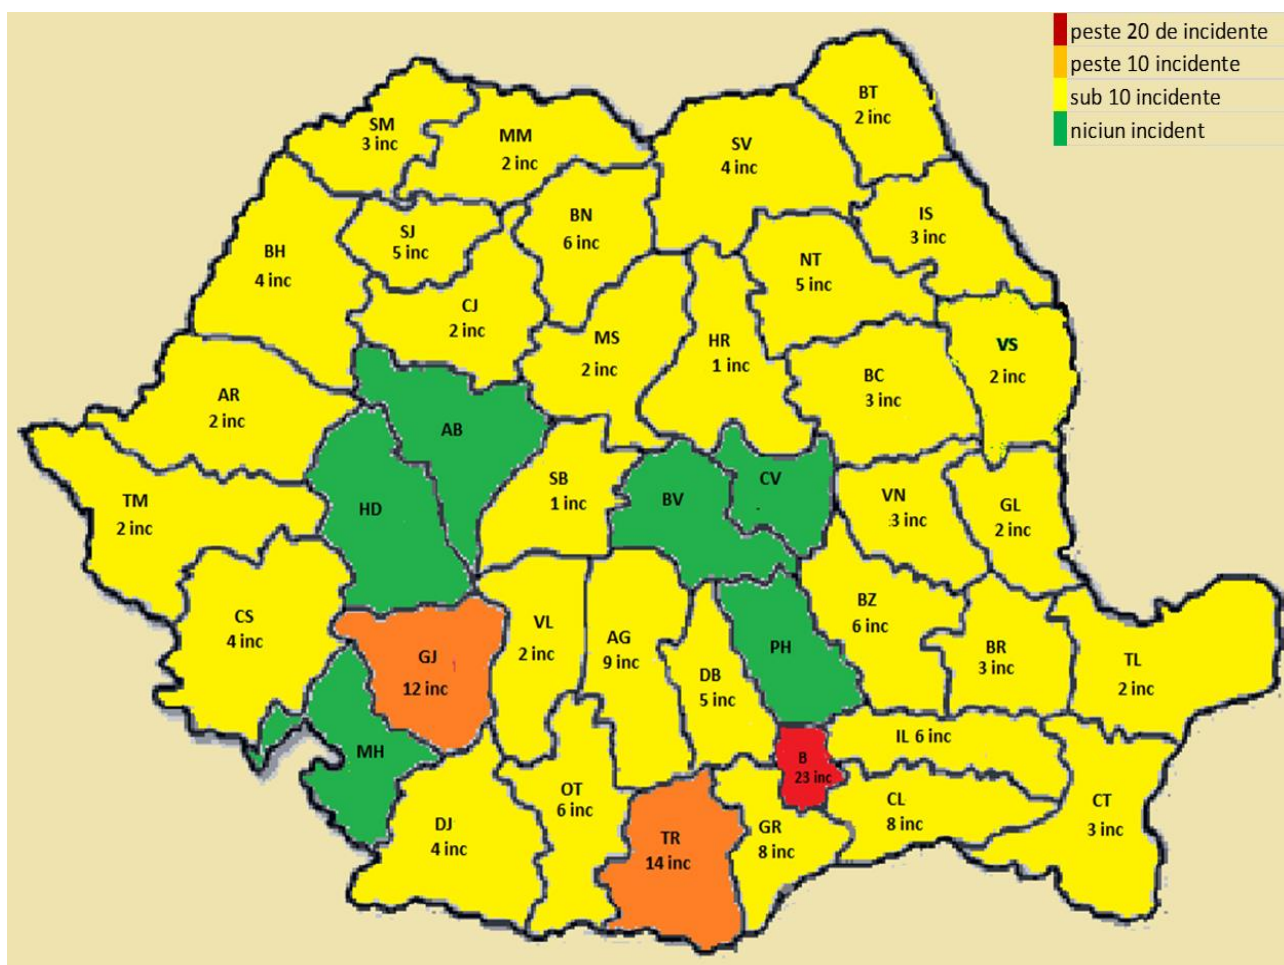 peste 20 de incidente
peste 10 incidente
sub 10 incidente
niciun incident
BT
2 inc
SM
3 inc
MM
2 inc
SV
4 inc
BN
6 inc
IS
3 inc
SJ
5 inc
BH
4 inc
NT
5 inc
CJ
2 inc
MS
2 inc
HR
1 inc
VS
2 inc
BC
3 inc
AR
2 inc
AB
SB
1 inc
CV
BV
HD
TM
2 inc
VN
3 inc
GL
2 inc
CS
4 inc
VL
2 inc
AG
9 inc
BZ
6 inc
PH
BR
3 inc
TL
2 inc
GJ
12 inc
DB
5 inc
IL 6 inc
MH
B
23 inc
OT
6 inc
CL
8 inc
CT
3 inc
DJ
4 inc
TR
14 inc
GR
8 inc